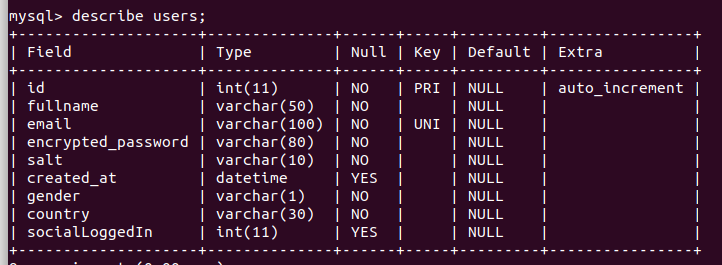 mysql> describe users;
+--------------------+--------------+------+-----+---------+----------------+
| Field              | Type         | Null | Key | Default | Extra          |
+--------------------+--------------+------+-----+---------+----------------+
| id                 | int(11)      | NO   | PRI | NULL    | auto_increment |
| fullname           | varchar(50)  | NO   |     | NULL    |                |
| email              | varchar(100) | NO   | UNI | NULL    |                |
| encrypted_password | varchar(80)  | NO   |     | NULL    |                |
| salt               | varchar(10)  | NO   |     | NULL    |                |
| created_at         | datetime     | YES  |     | NULL    |                |
| gender             | varchar(1)   | NO   |     | NULL    |                |
| country            | varchar(30)  | NO   |     | NULL    |                |
| socialLoggedIn     | int(11)      | YES  |     | NULL    |                |
+--------------------+--------------+------+-----+---------+----------------+